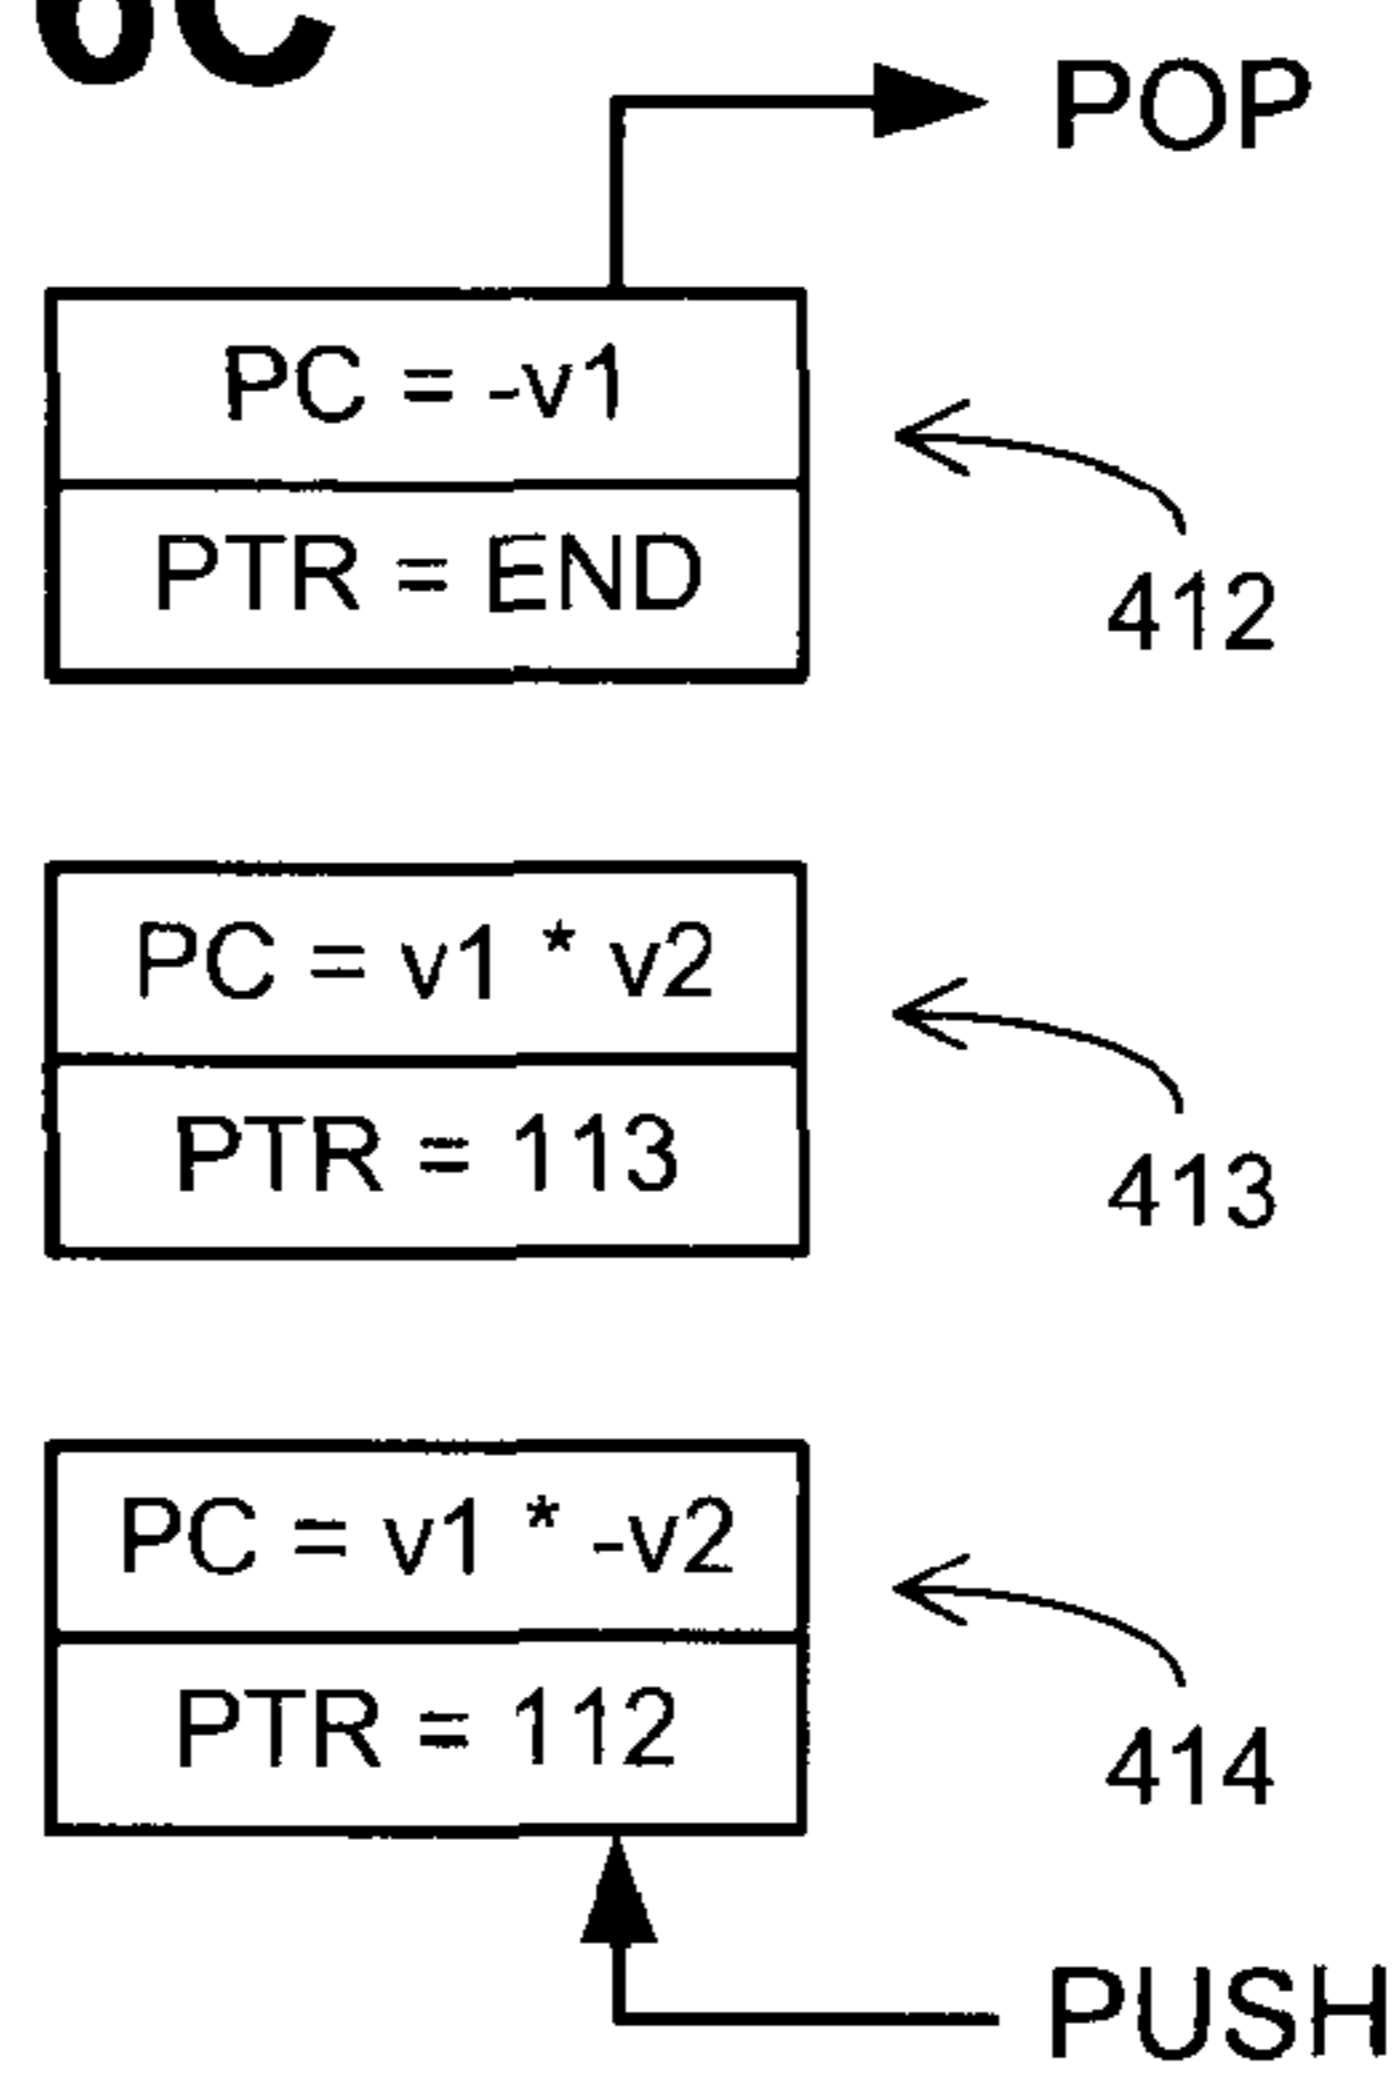 6C
POP
PC = -v1
PTR = END
412
PC = v1 * v2
PTR = 113
413
PC = v1 * -v2
PTR = 112
414
PUSH